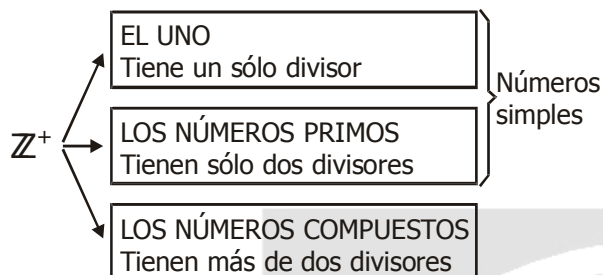 EL UNO
Tiene un sólo divisor
Números
simples
ℤ⁺
LOS NÚMEROS PRIMOS
Tienen sólo dos divisores
LOS NÚMEROS COMPUESTOS
Tienen más de dos divisores